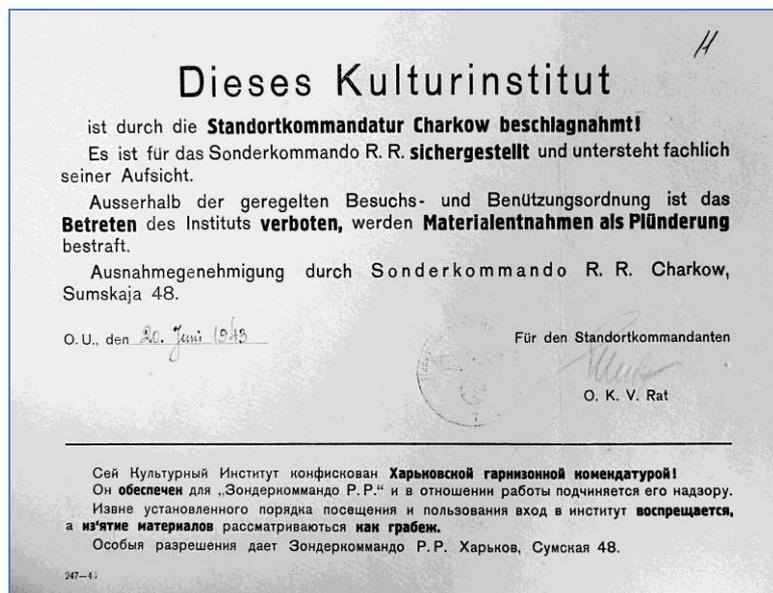 11
Dieses Kulturinstitut
ist durch die Standortkommandatur Charkow beschlagnahmt!
Es ist für das Sonderkommando R. R. sichergestellt und untersteht fachlich
seiner Aufsicht.
Ausserhalb der geregelten Besuchs- und Benützungsordnung ist das
Betreten des Instituts verboten, werden Materialentnahmen als Plünderung
bestraft.
Ausnahmegenehmigung durch Sonderkommando R. R. Charkow,
Sumskaja 48.
O. U., den 20. Juni 1943
Für den Standortkommandanten
O. K. V. Rat
Сей Культурный Институт конфискован Харьковской гарнизонной комендатурой!
Он обеспечен для „Зондеркоммандо Р. Р.“ и в отношении работы подчиняется его надзору.
Извне установленного порядка посещения и пользования вход в институт воспрещается,
а из'ятие материалов рассматриваються как грабеж.
Особыя разрешения дает Зондеркоммандо Р. Р. Харьков, Сумская 48.